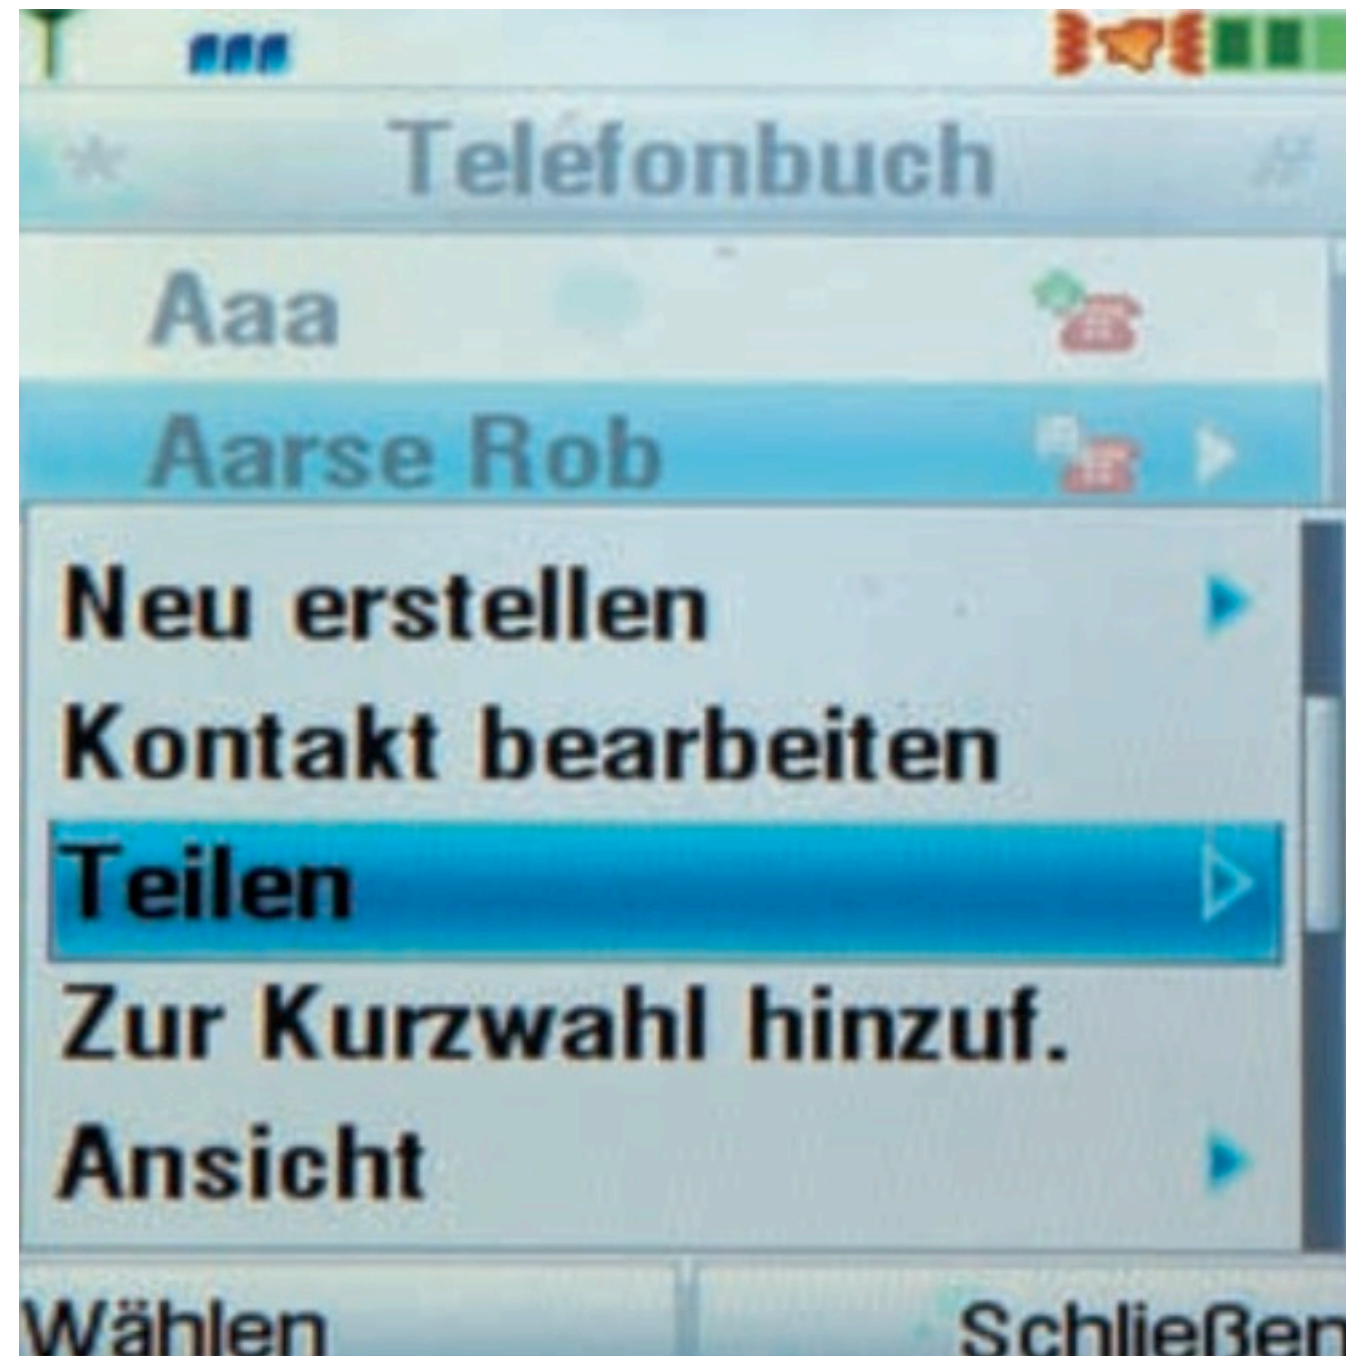 * Telefonbuch #
Aaa
Aarse Rob
Neu erstellen
Kontakt bearbeiten
Teilen
Zur Kurzwahl hinzuf.
Ansicht
Wählen Schließen